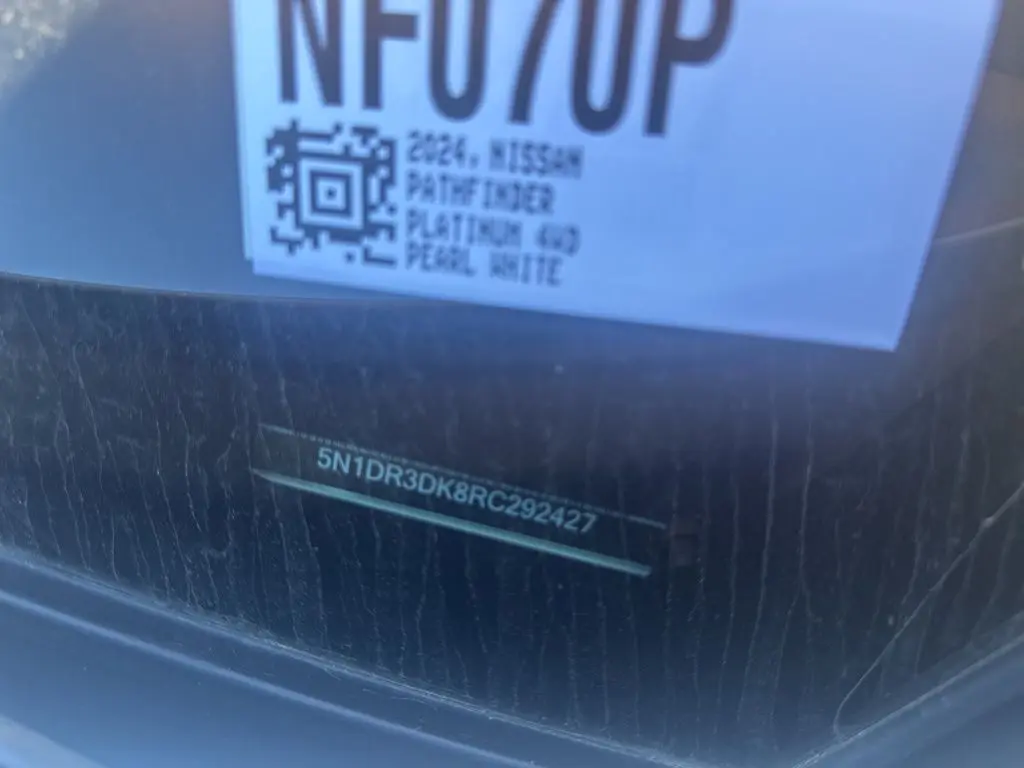 NF070P
2024, NISSAN
PATHFINDER
PLATINUM 4WD
PEARL WHITE
5N1DR3DK8RC292427